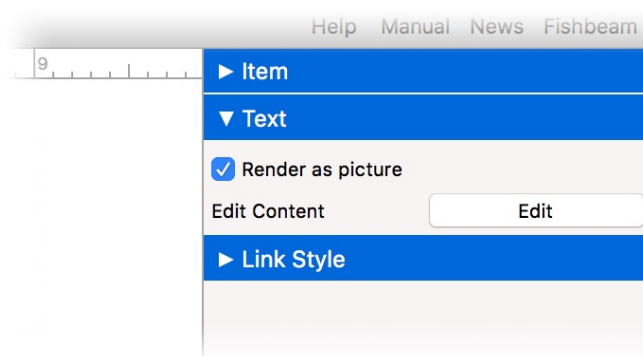 Help Manual News Fishbeam
9
Item
Text
Render as picture
Edit Content Edit
Link Style